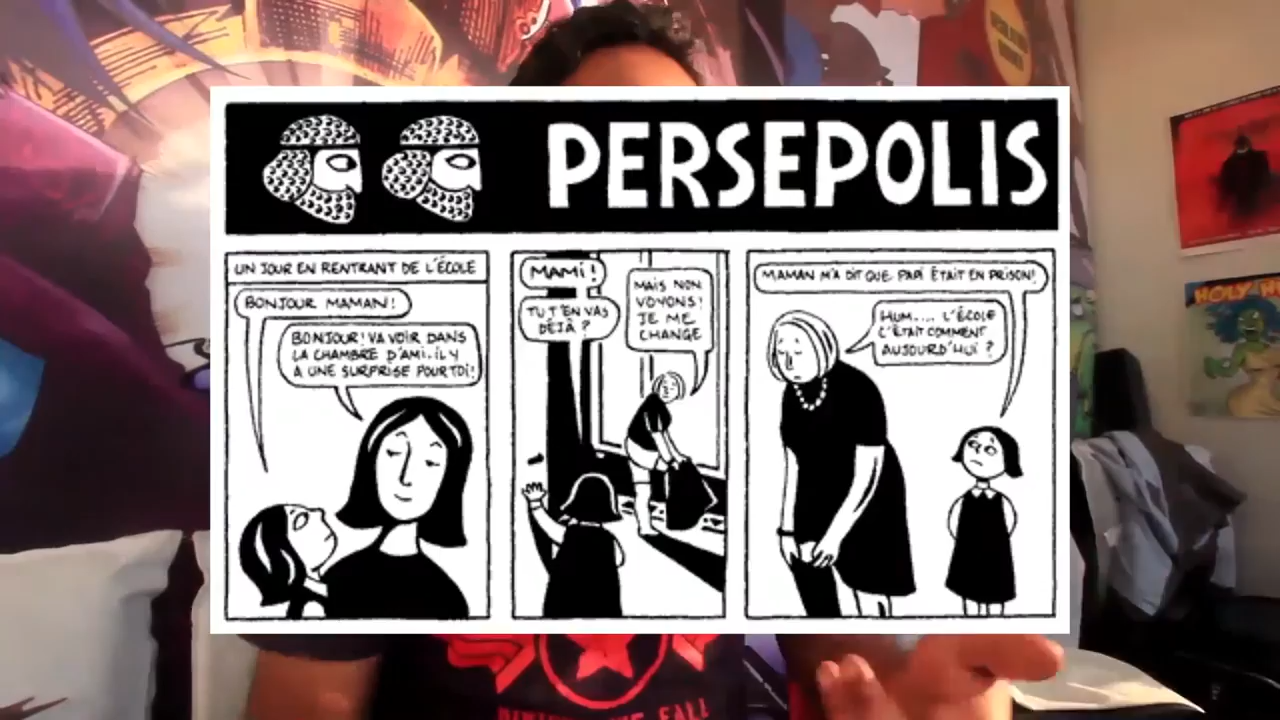 PERSEPOLIS
UN JOUR EN RENTRANT DE L'ÉCOLE
BONJOUR MAMAN!
BONJOUR! VA VOIR DANS
LA CHAMBRE D'AMI. IL Y
A UNE SURPRISE POUR TOI!
MAMI!
TU T'EN VAS
DÉJÀ?
MAIS NON
VOYONS!
JE ME
CHANGE
MAMAN M'A DIT QUE PAPI ÉTAIT EN PRISON!
HUM.... L'ÉCOLE
C'ÉTAIT COMMENT
AUJOURD'HUI?
HOLY
FALL